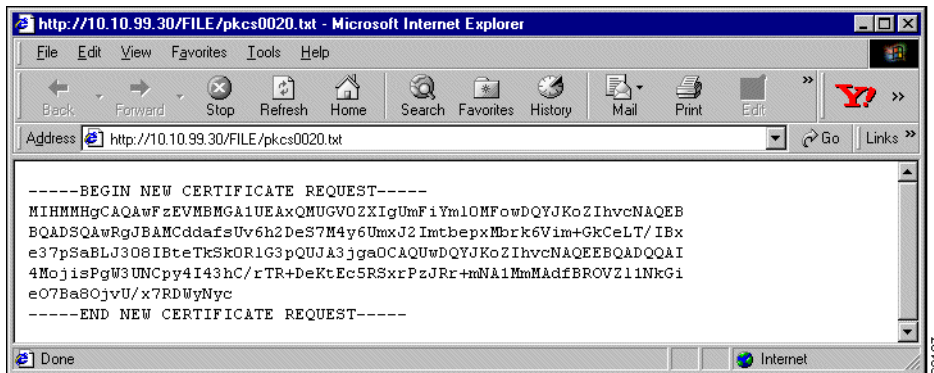 http://10.10.99.30/FILE/pkcs0020.txt - Microsoft Internet Explorer
File Edit View Favorites Tools Help
Back Forward Stop Refresh Home Search Favorites History Mail Print Edit »
Y! »
Address http://10.10.99.30/FILE/pkcs0020.txt Go Links »
-----BEGIN NEW CERTIFICATE REQUEST-----
MIHMMHgCAQAwFzEVMBMGA1UEAxQMUGV0ZXIgUmFiYml0MFowDQYJKoZIhvcNAQEB
BQADSQAwRgJBAMCddafsUv6h2DeS7M4y6UmxJ2ImtbepxMbrk6Vim+GkCeLT/IBx
e37pSaBLJ3O8IBteTkSkOR1G3pQUJA3jgaOCAQUwDQYJKoZIhvcNAQEEBQADQQAI
4MojisPgW3UNCpy4I43hC/rTR+DeKtEc5RSxrPzJRr+mNA1MmMAdfBROVZ11NkGi
eO7Ba8OjvU/x7RDWyNyc
-----END NEW CERTIFICATE REQUEST-----
Done Internet